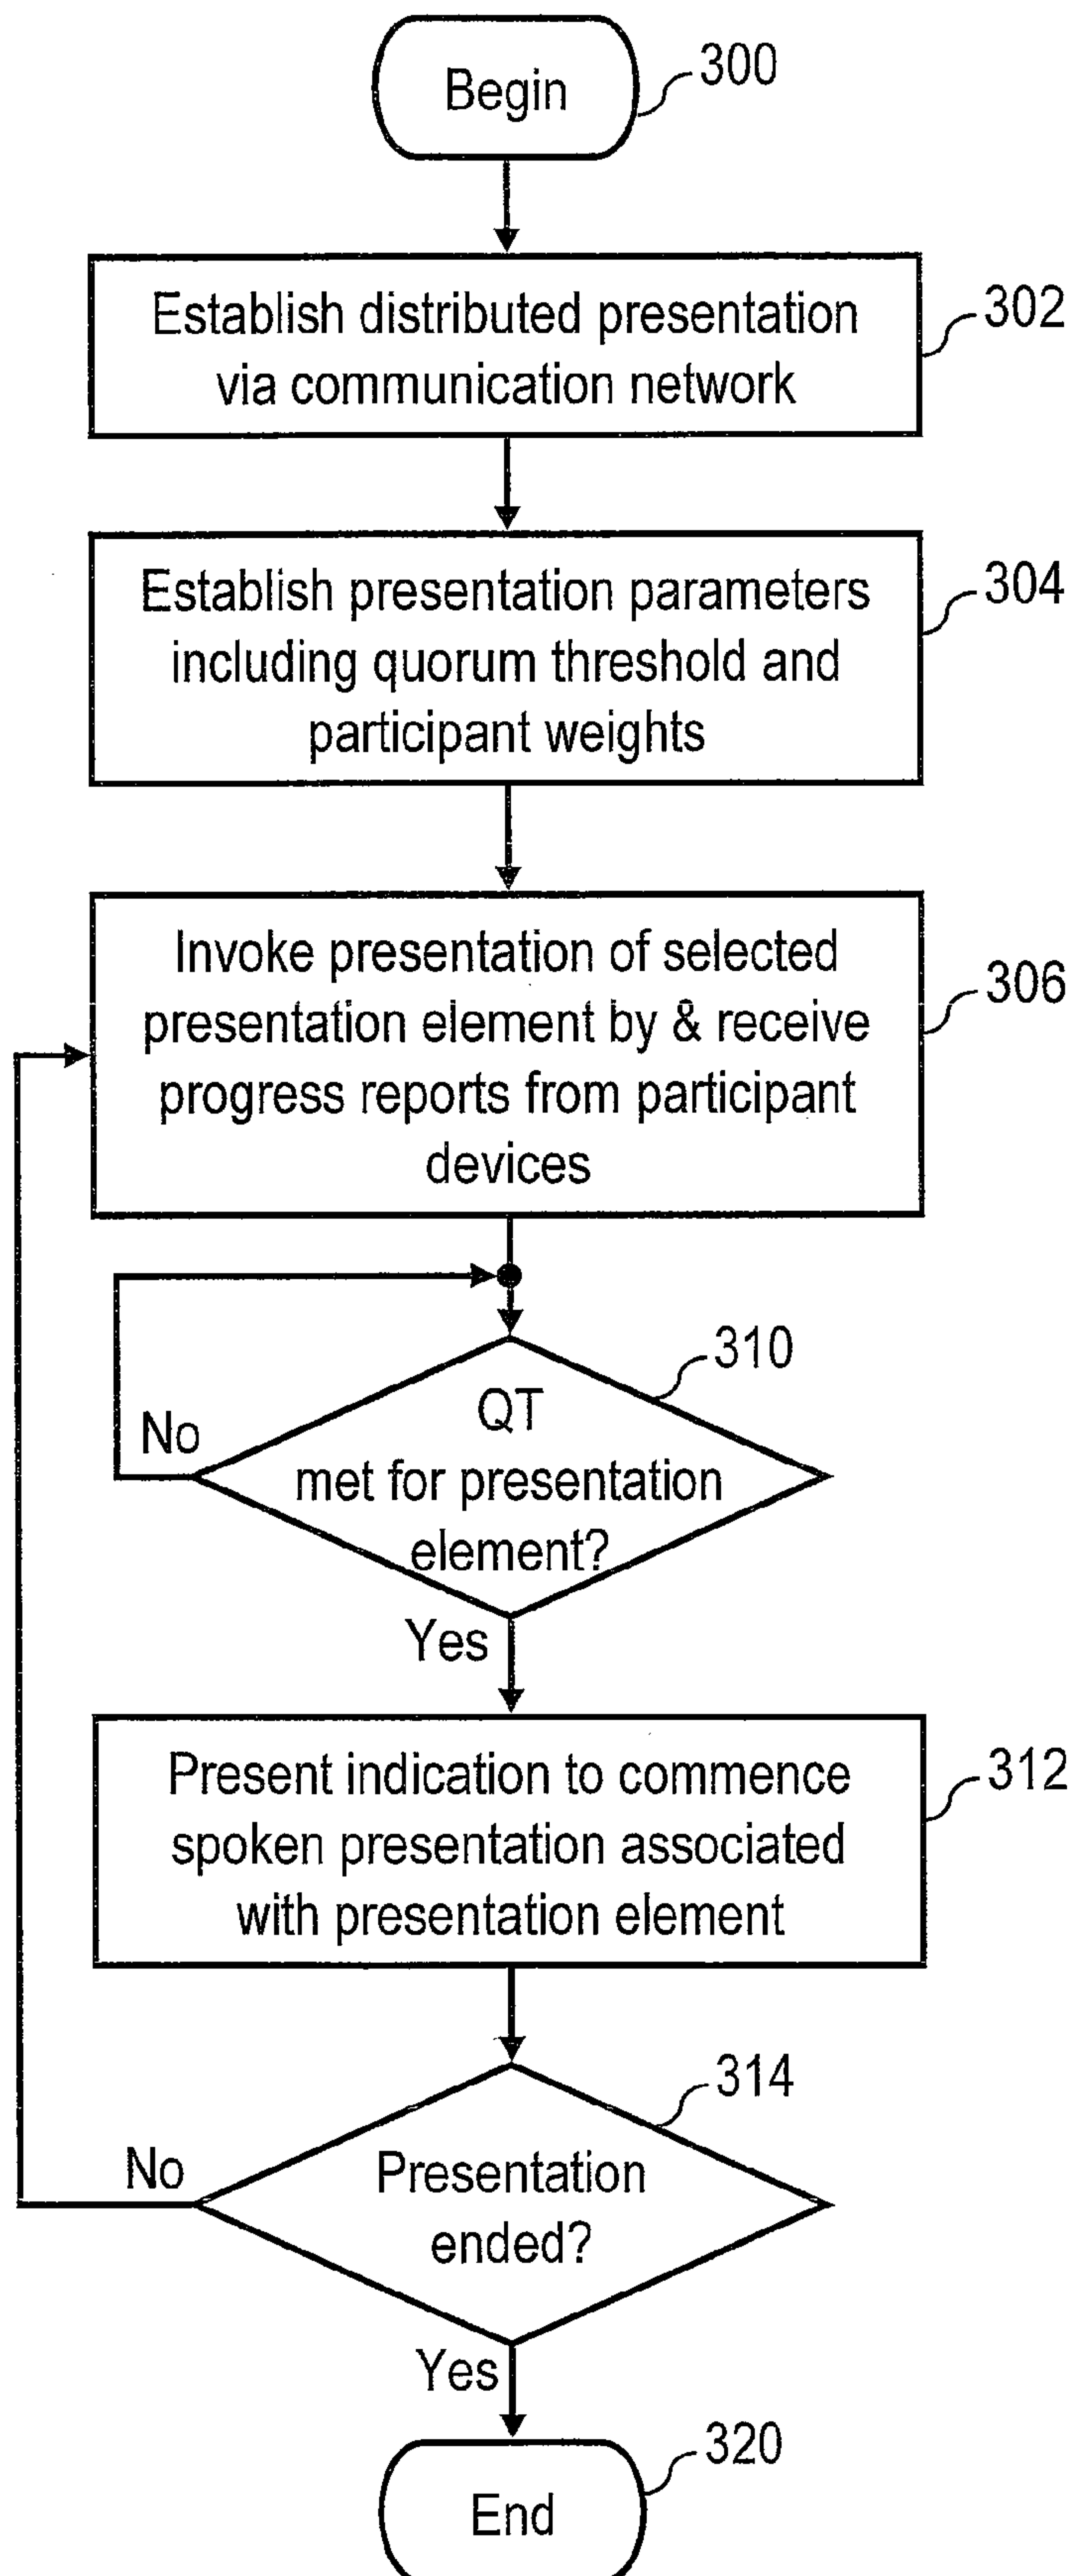 Begin
300
Establish distributed presentation
via communication network
302
Establish presentation parameters
including quorum threshold and
participant weights
304
Invoke presentation of selected
presentation element by & receive
progress reports from participant
devices
306
310
QT
met for presentation
element?
No
Yes
Present indication to commence
spoken presentation associated
with presentation element
312
314
Presentation
ended?
No
Yes
320
End